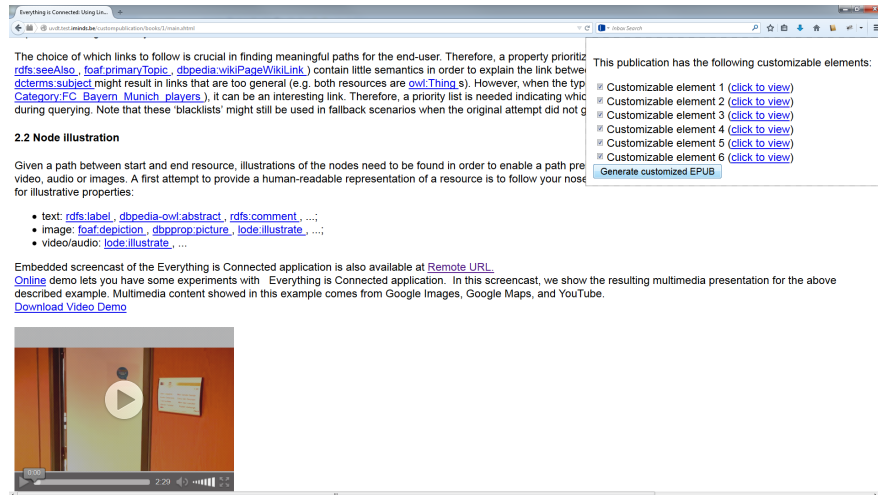 Everything is Connected: Using Lin...
uvdt-test.iminds.be/custompublication/books/1/main.xhtml
Inbox Search
The choice of which links to follow is crucial in finding meaningful paths for the end-user. Therefore, a property prioritiz
rdfs:seeAlso , foaf:primaryTopic , dbpedia:wikiPageWikiLink ) contain little semantics in order to explain the link betwe
dcterms:subject might result in links that are too general (e.g. both resources are owl:Thing s). However, when the typ
Category:FC_Bayern_Munich_players ), it can be an interesting link. Therefore, a priority list is needed indicating whic
during querying. Note that these 'blacklists' might still be used in fallback scenarios when the original attempt did not g
This publication has the following customizable elements:
Customizable element 1 (click to view)
Customizable element 2 (click to view)
Customizable element 3 (click to view)
Customizable element 4 (click to view)
Customizable element 5 (click to view)
Customizable element 6 (click to view)
Generate customized EPUB
2.2 Node illustration
Given a path between start and end resource, illustrations of the nodes need to be found in order to enable a path pre
video, audio or images. A first attempt to provide a human-readable representation of a resource is to follow your nose
for illustrative properties:
• text: rdfs:label , dbpedia-owl:abstract , rdfs:comment , ...;
• image: foaf:depiction , dbpprop:picture , lode:illustrate , ...;
• video/audio: lode:illustrate , ...
Embedded screencast of the Everything is Connected application is also available at Remote URL.
Online demo lets you have some experiments with Everything is Connected application. In this screencast, we show the resulting multimedia presentation for the above
described example. Multimedia content showed in this example comes from Google Images, Google Maps, and YouTube.
Download Video Demo
0:00
2:29